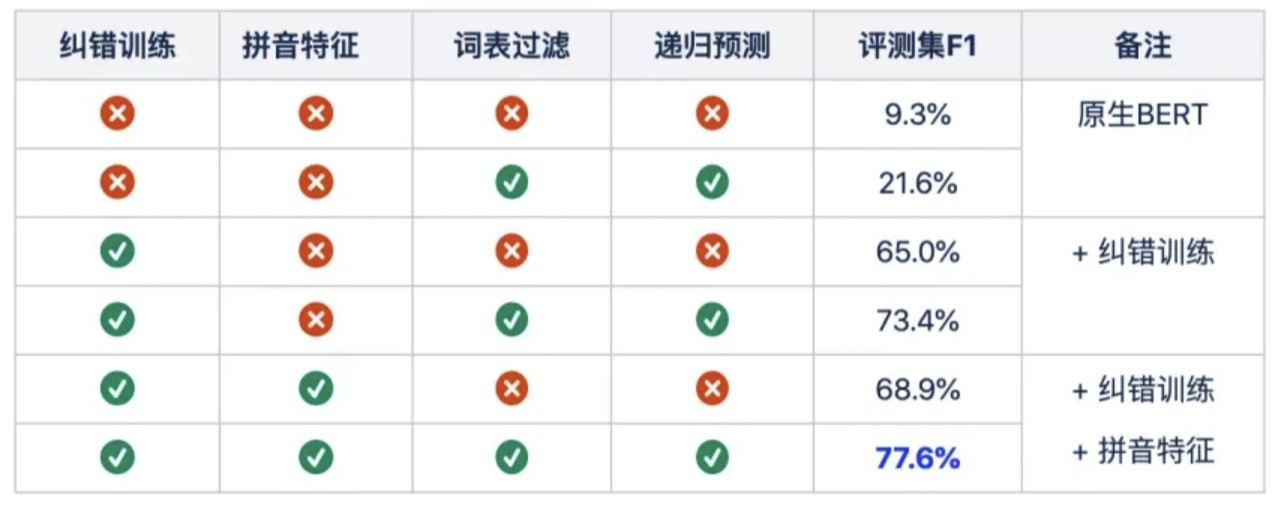 纠错训练 拼音特征 词表过滤 递归预测 评测集F1 备注
9.3% 原生BERT
21.6%
65.0% + 纠错训练
73.4%
68.9% + 纠错训练
77.6% + 拼音特征